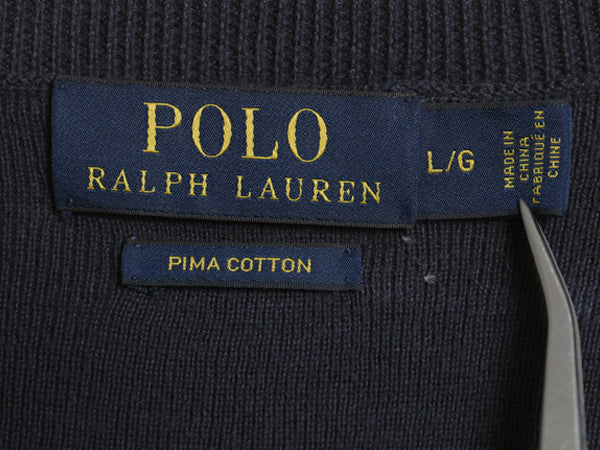 POLO
RALPH LAUREN
L/G
MADE IN
CHINA
FABRIQUÉ EN
CHINE
PIMA COTTON